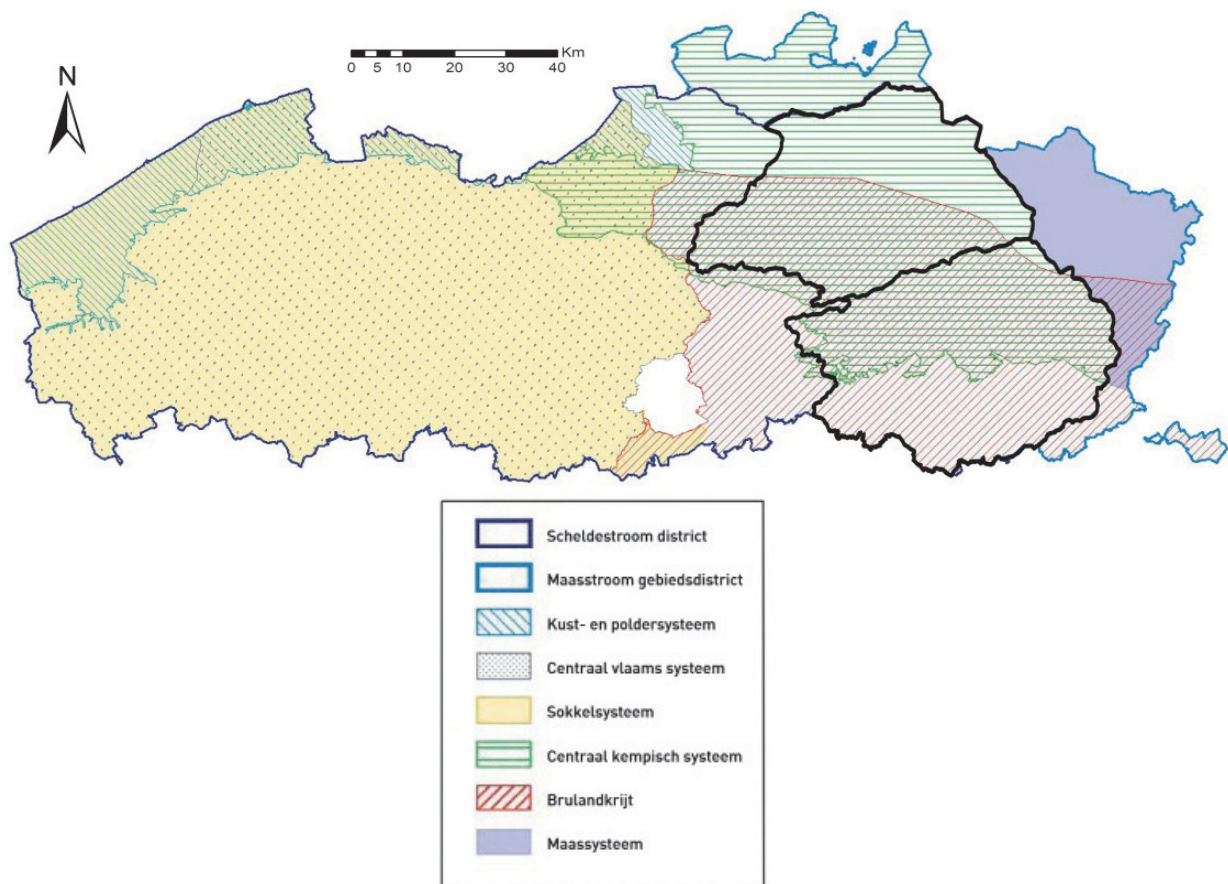 Km
0 5 10 20 30 40
N
Scheldestroom district
Maasstroom gebiedsdistrict
Kust- en poldersysteem
Centraal vlaams systeem
Sokkelsysteem
Centraal kempisch systeem
Brulandkrijt
Maassysteem